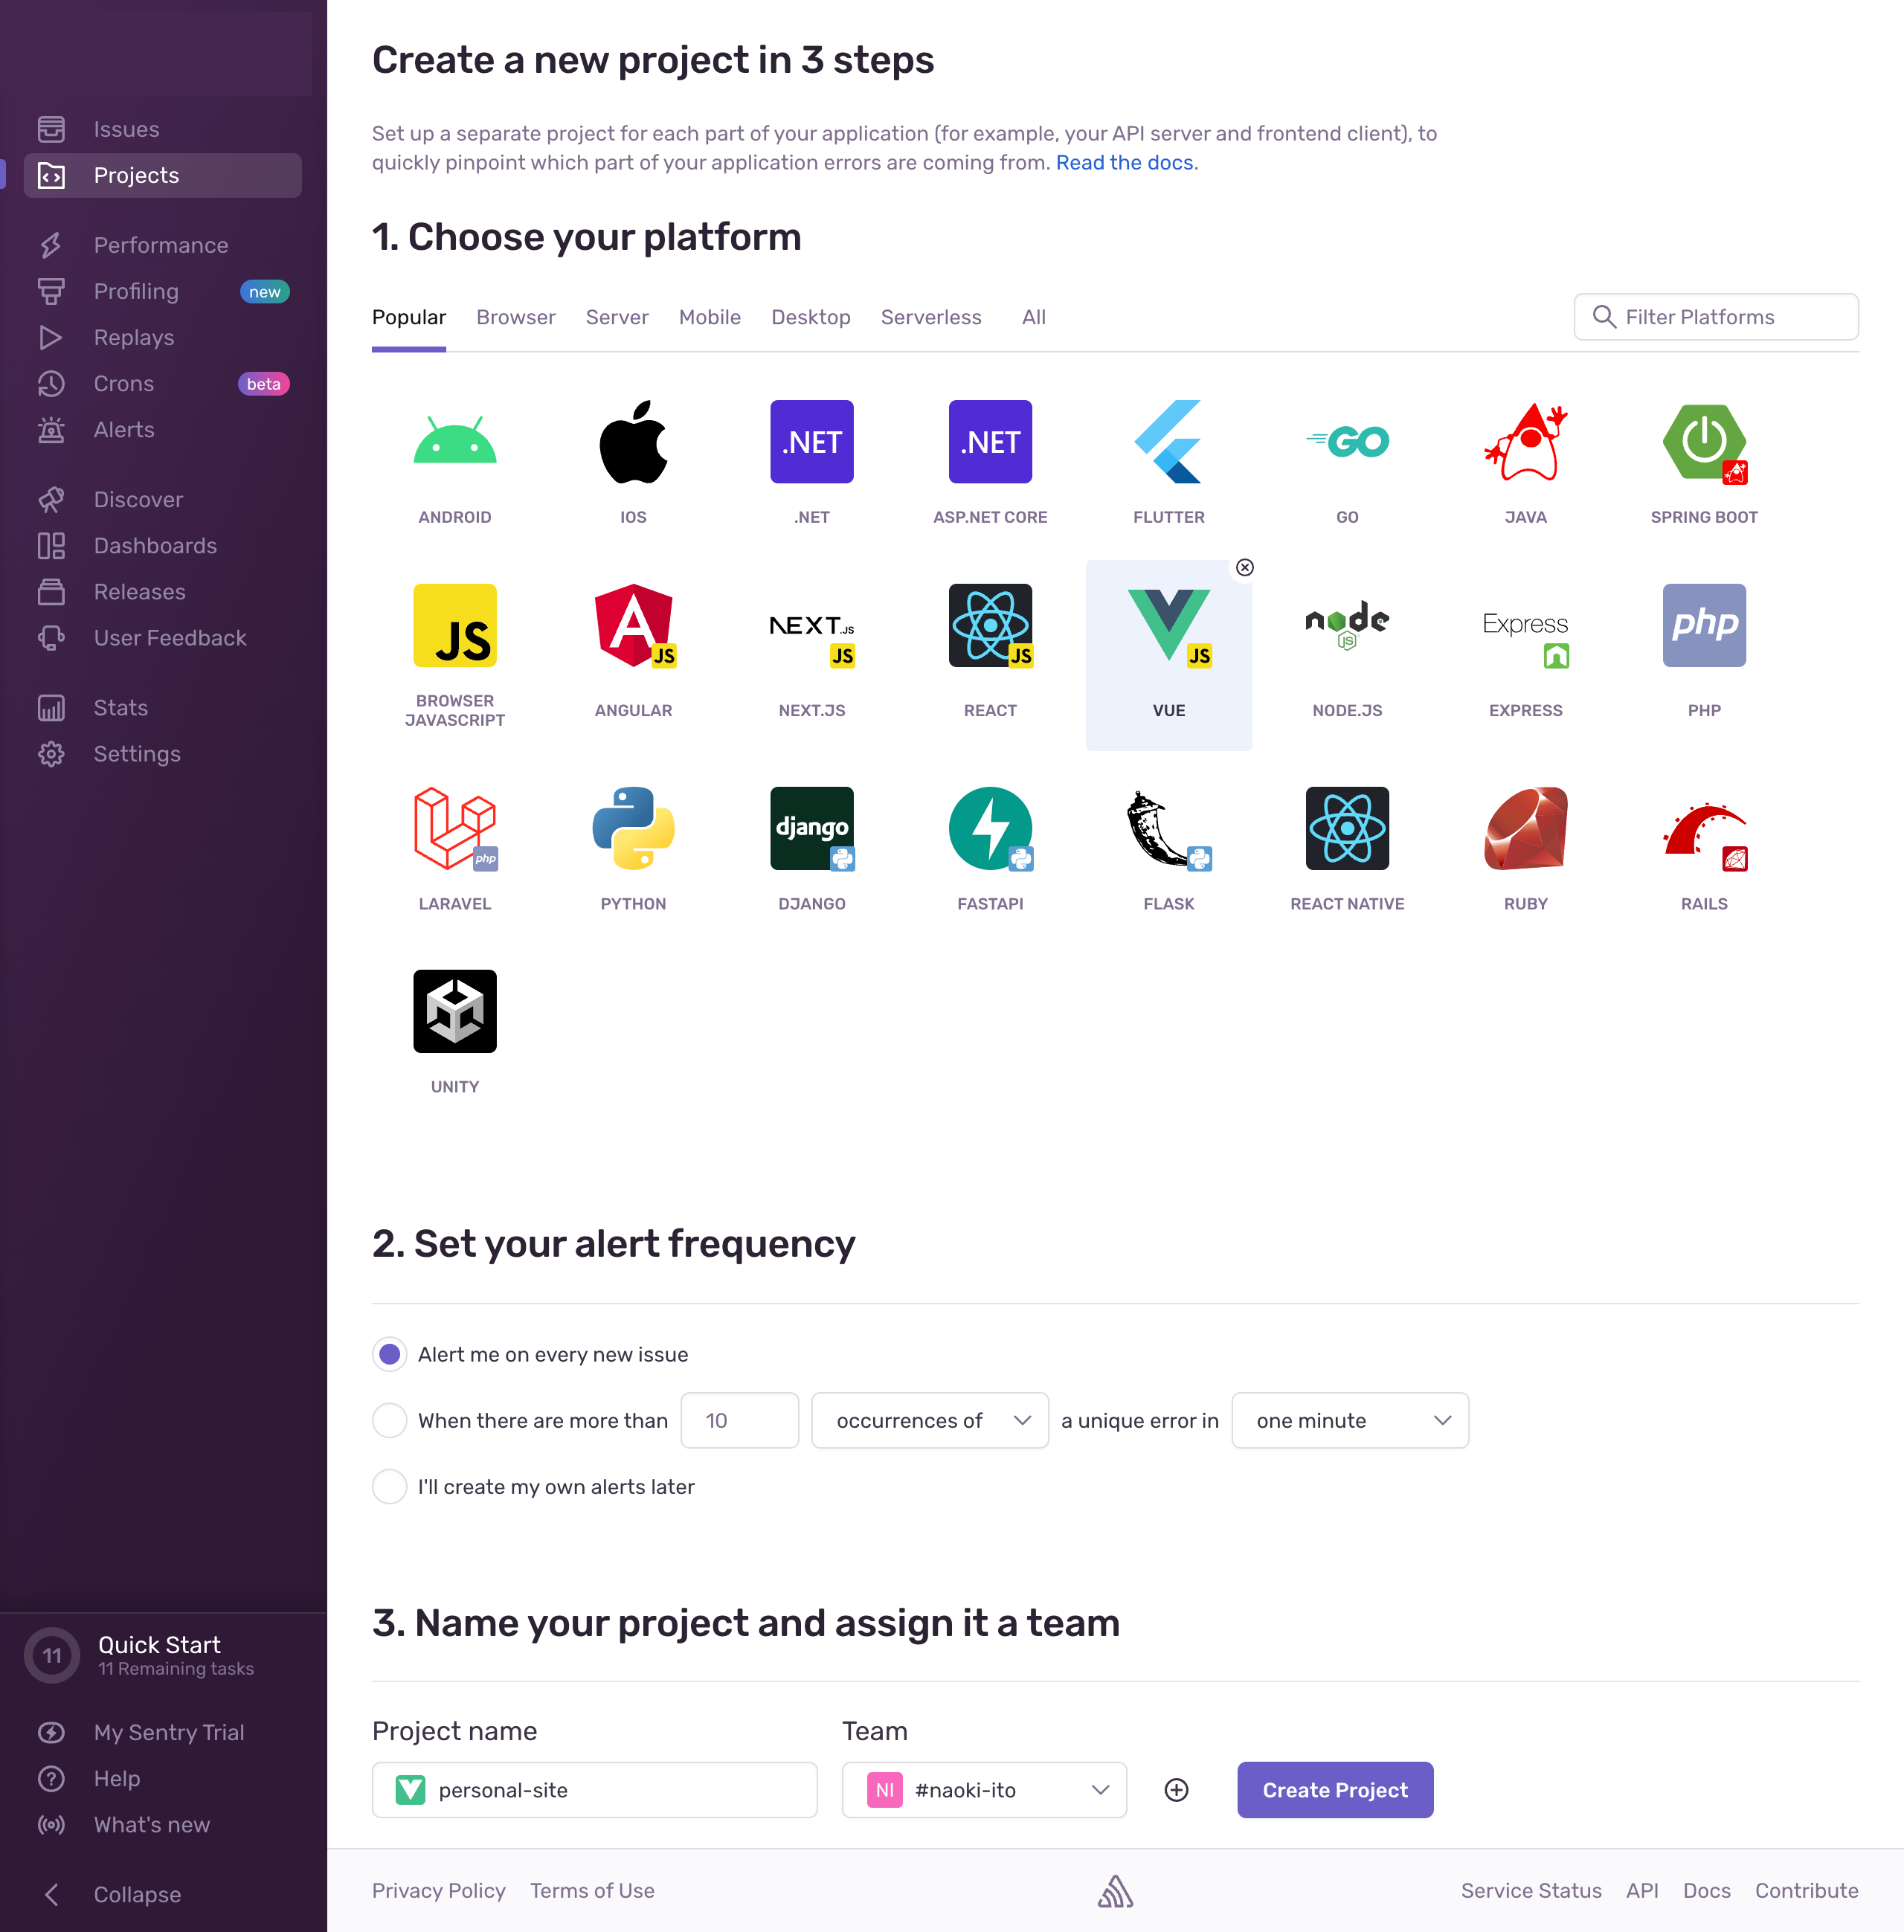 Issues
Projects
Performance
Profiling new
Replays
Crons beta
Alerts
Discover
Dashboards
Releases
User Feedback
Stats
Settings
11 Quick Start
11 Remaining tasks
My Sentry Trial
Help
What's new
Collapse
Create a new project in 3 steps
Set up a separate project for each part of your application (for example, your API server and frontend client), to
quickly pinpoint which part of your application errors are coming from. Read the docs.
1. Choose your platform
Popular Browser Server Mobile Desktop Serverless All Filter Platforms
.NET .NET GO
ANDROID IOS .NET ASP.NET CORE FLUTTER GO JAVA SPRING BOOT
JS A JS NEXT.JS JS JS JS node JS Express php
BROWSER
JAVASCRIPT
ANGULAR NEXT.JS REACT VUE NODE.JS EXPRESS PHP
php django
LARAVEL PYTHON DJANGO FASTAPI FLASK REACT NATIVE RUBY RAILS
UNITY
2. Set your alert frequency
Alert me on every new issue
When there are more than 10 occurrences of a unique error in one minute
I'll create my own alerts later
3. Name your project and assign it a team
Project name Team
personal-site NI #naoki-ito Create Project
Privacy Policy Terms of Use Service Status API Docs Contribute